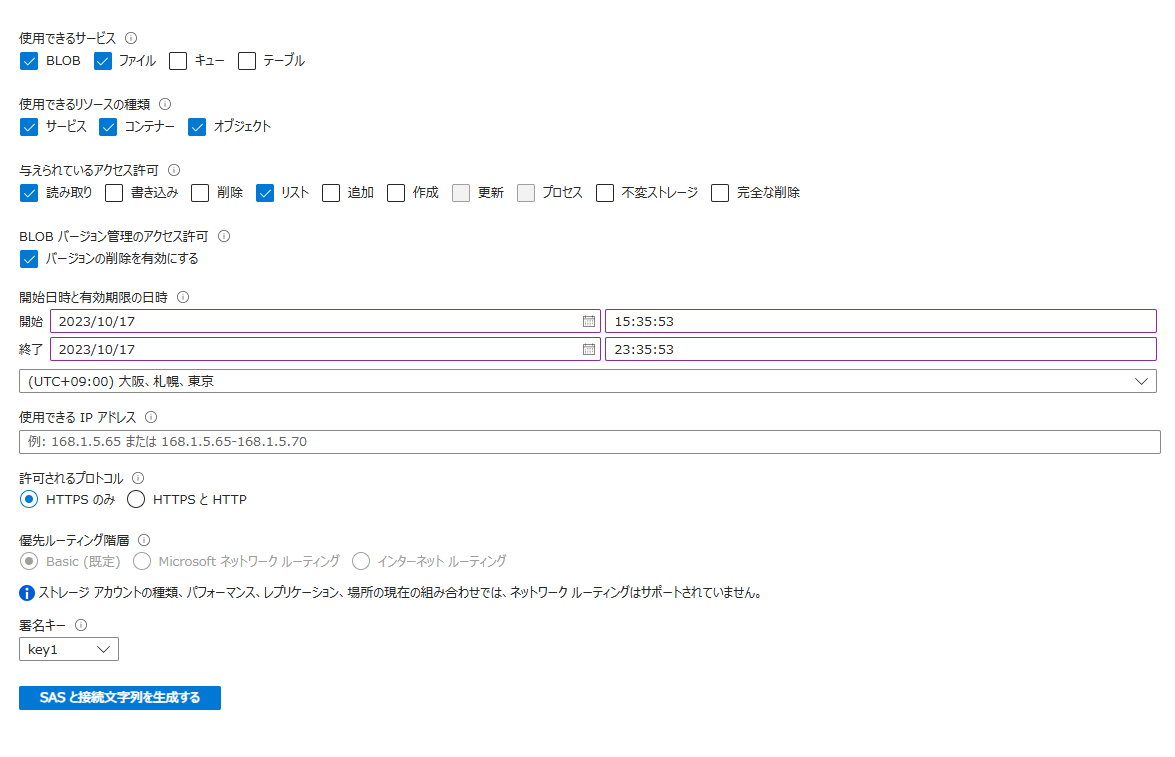 使用できるサービス
BLOB ファイル キュー テーブル
使用できるリソースの種類
サービス コンテナー オブジェクト
与えられているアクセス許可
読み取り 書き込み 削除 リスト 追加 作成 更新 プロセス 不変ストレージ 完全な削除
BLOB バージョン管理のアクセス許可
バージョンの削除を有効にする
開始日時と有効期限の日時
開始 2023/10/17 15:35:53
終了 2023/10/17 23:35:53
(UTC+09:00) 大阪、札幌、東京
使用できる IP アドレス
例: 168.1.5.65 または 168.1.5.65-168.1.5.70
許可されるプロトコル
HTTPS のみ HTTPS と HTTP
優先ルーティング階層
Basic (既定) Microsoft ネットワーク ルーティング インターネット ルーティング
ストレージ アカウントの種類、パフォーマンス、レプリケーション、場所の現在の組み合わせでは、ネットワーク ルーティングはサポートされていません。
署名キー
key1
SAS と接続文字列を生成する